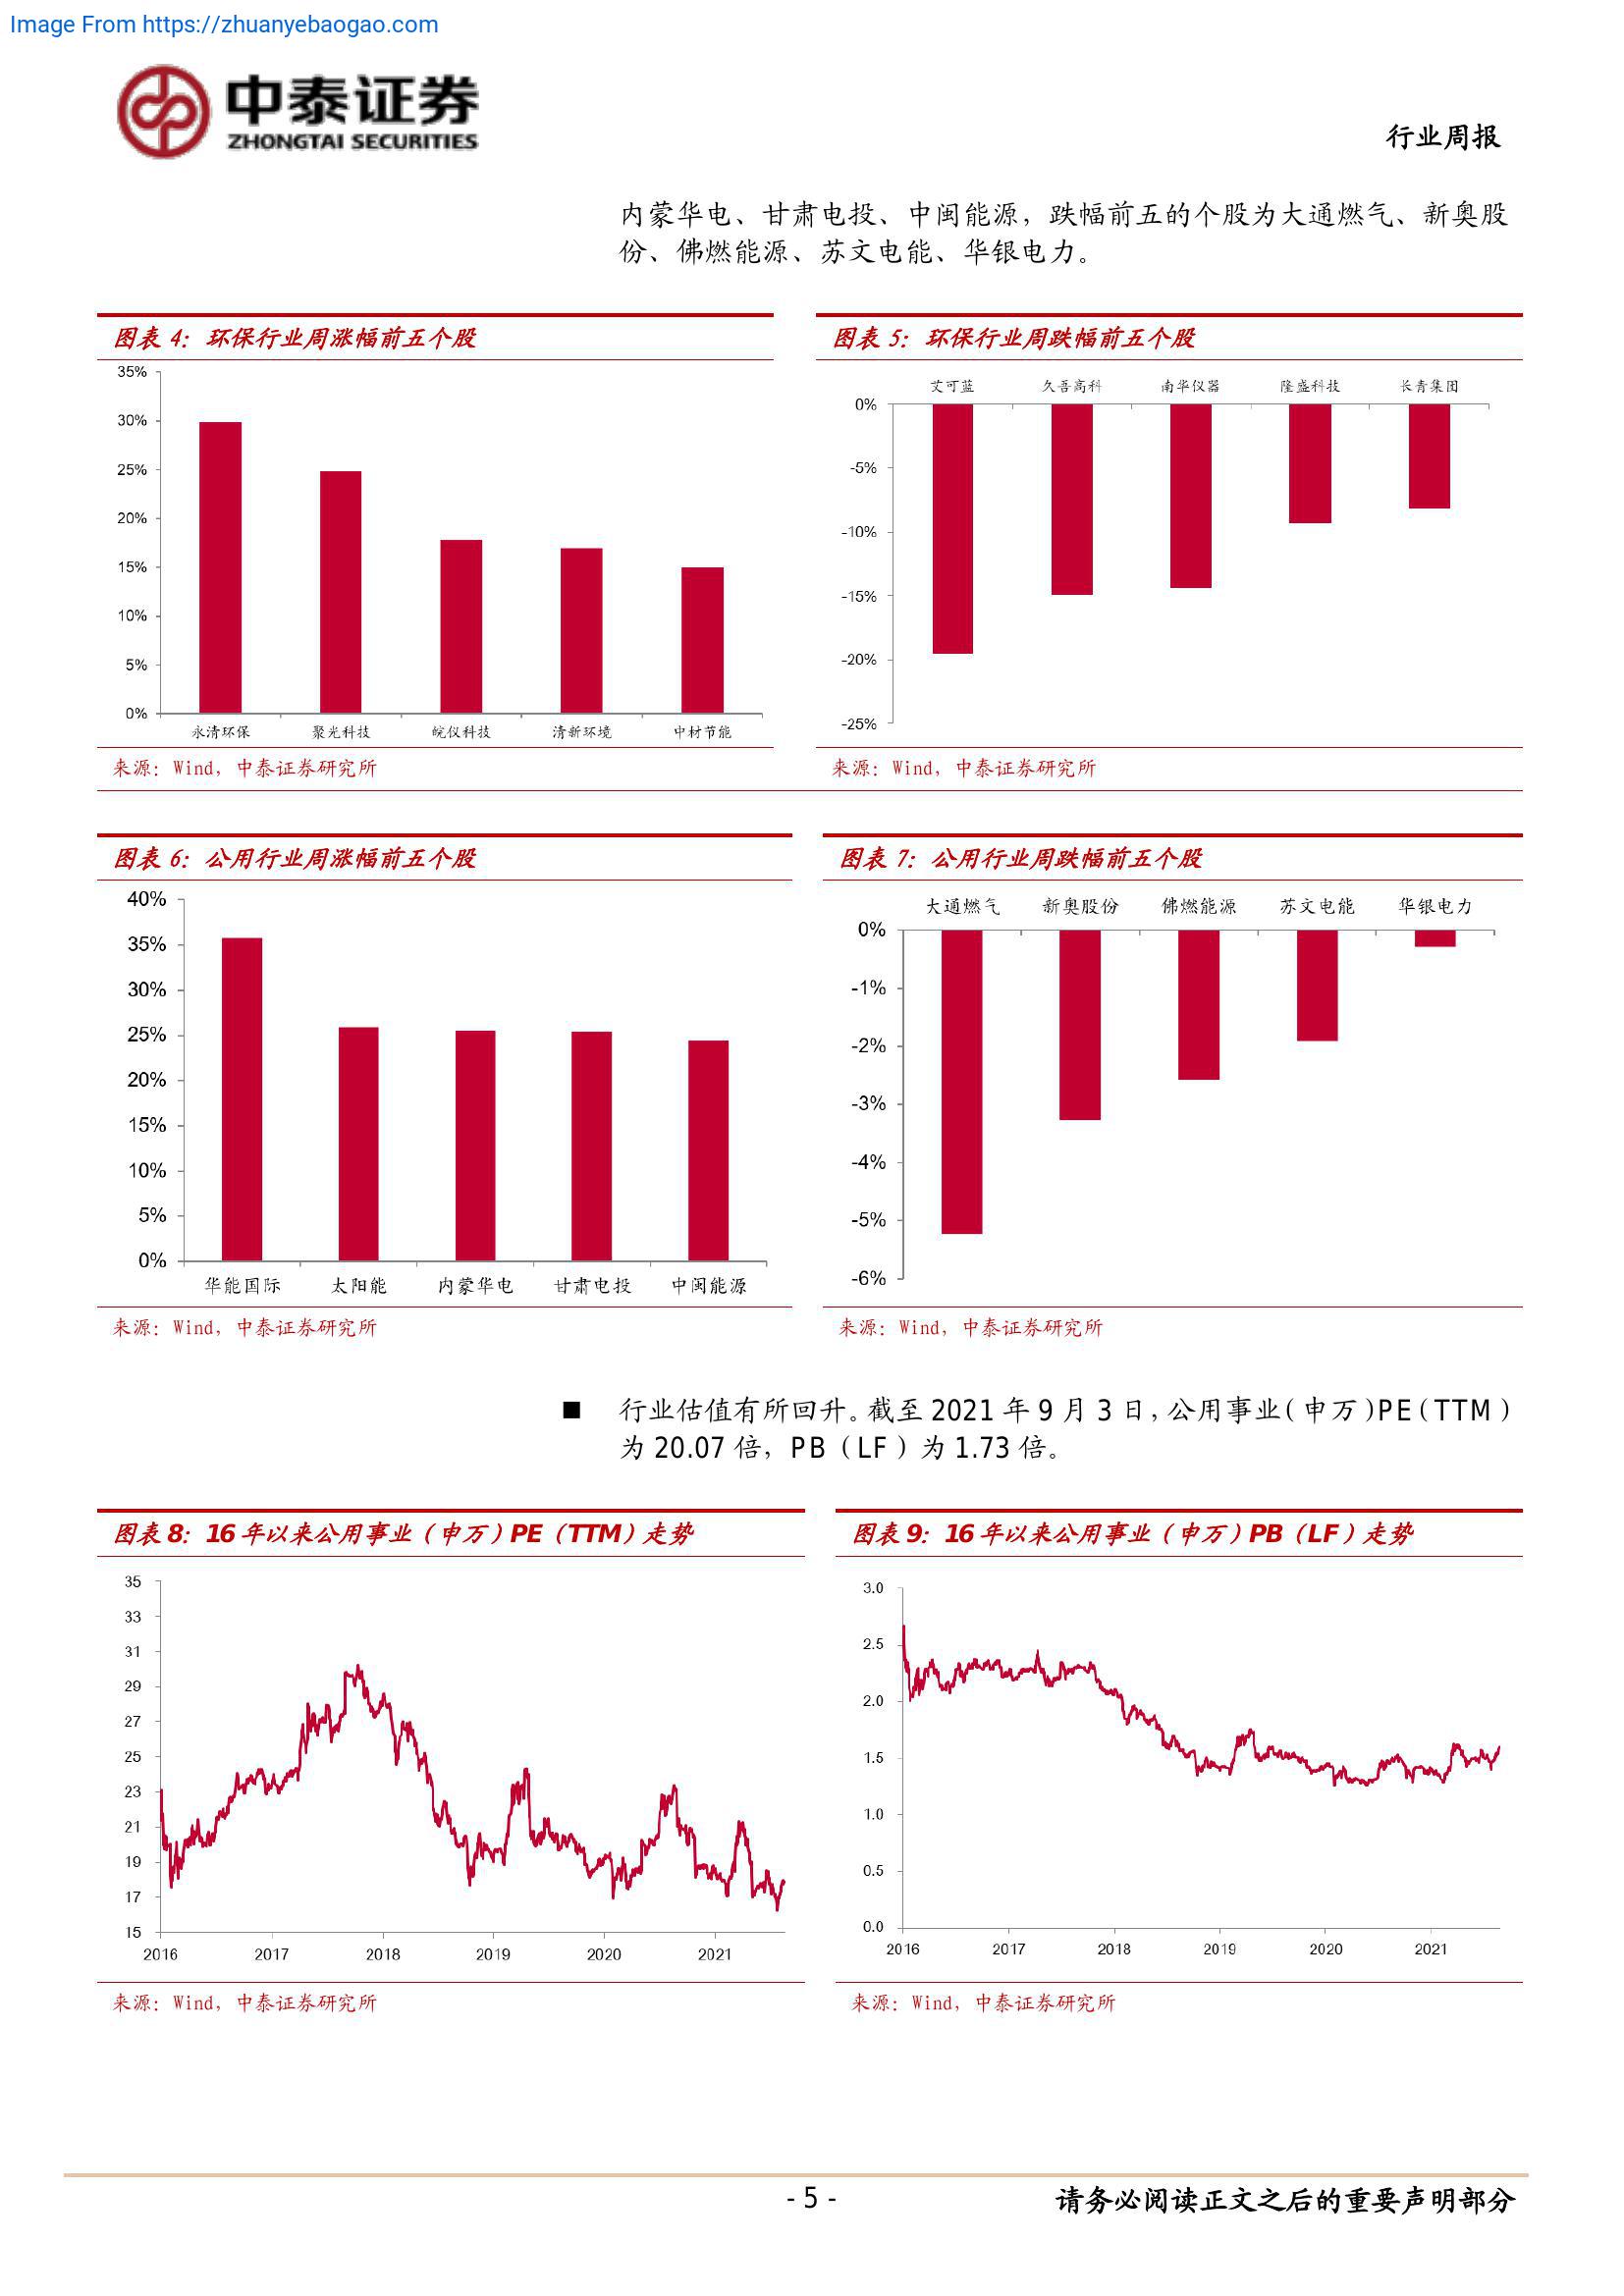 Image From https://zhuanyebaogao.com
中泰证券
ZHONGTAI SECURITIES
行业周报
内蒙华电、甘肃电投、中闽能源，跌幅前五的个股为大通燃气、新奥股
份、佛燃能源、苏文电能、华银电力。
图表 4：环保行业周涨幅前五个股
35%
30%
25%
20%
15%
10%
5%
0%
永清环保 聚光科技 皖仪科技 清新环境 中材节能
来源：Wind，中泰证券研究所
图表 5：环保行业周跌幅前五个股
艾可蓝 久吾高科 南华仪器 隆盛科技 长青集团
0%
-5%
-10%
-15%
-20%
-25%
来源：Wind，中泰证券研究所
图表 6：公用行业周涨幅前五个股
40%
35%
30%
25%
20%
15%
10%
5%
0%
华能国际 太阳能 内蒙华电 甘肃电投 中闽能源
来源：Wind，中泰证券研究所
图表 7：公用行业周跌幅前五个股
大通燃气 新奥股份 佛燃能源 苏文电能 华银电力
0%
-1%
-2%
-3%
-4%
-5%
-6%
来源：Wind，中泰证券研究所
■ 行业估值有所回升。截至 2021 年 9 月 3 日，公用事业（申万）PE（TTM）
为 20.07 倍，PB（LF）为 1.73 倍。
图表 8：16 年以来公用事业（申万）PE（TTM）走势
35
33
31
29
27
25
23
21
19
17
15
2016 2017 2018 2019 2020 2021
来源：Wind，中泰证券研究所
图表 9：16 年以来公用事业（申万）PB（LF）走势
3.0
2.5
2.0
1.5
1.0
0.5
0.0
2016 2017 2018 2019 2020 2021
来源：Wind，中泰证券研究所
- 5 -
请务必阅读正文之后的重要声明部分